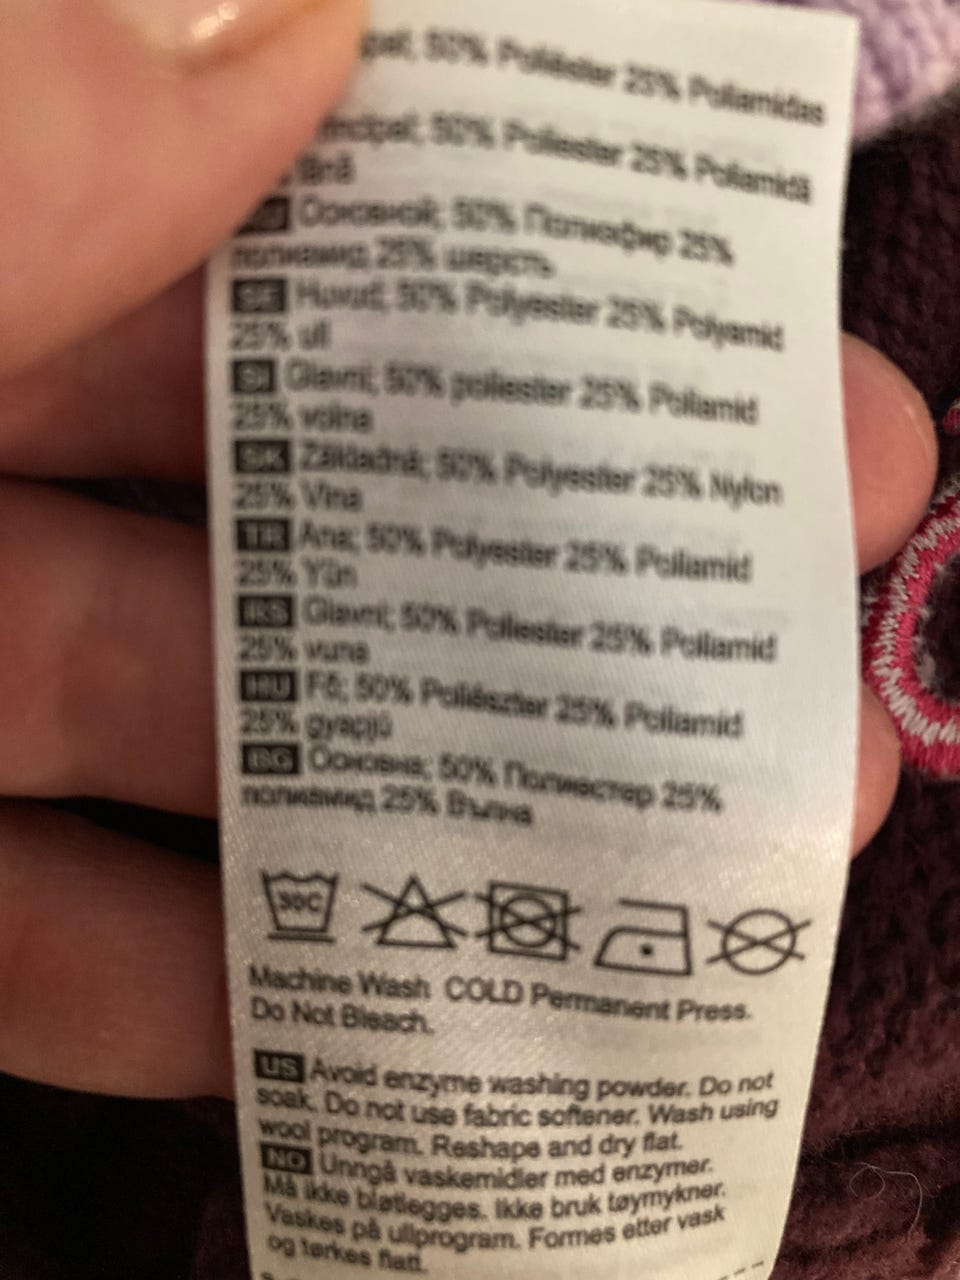 50% Poliéster 25% Poliamidas
50% Poliester 25% Poliamidă
lână
Основной; 50% Полиэфир 25%
полиамид 25% шерсть
SE Huvud; 50% Polyester 25% Polyamid
25% ull
SI Glavni; 50% poliester 25% Poliamid
25% volna
SK Základná; 50% Polyester 25% Nylon
25% Vlna
TR Ana; 50% Polyester 25% Poliamid
25% Yün
RS Glavni; 50% Poliester 25% Poliamid
25% vuna
HU Fő; 50% Poliészter 25% Poliamid
25% gyapjú
BG Основна; 50% Полиестер 25%
полиамид 25% Вълна
30C
Machine Wash COLD Permanent Press.
Do Not Bleach.
US Avoid enzyme washing powder. Do not
soak. Do not use fabric softener. Wash using
wool program. Reshape and dry flat.
NO Unngå vaskemidler med enzymer.
Må ikke bløtlegges. Ikke bruk tøymykner.
Vaskes på ullprogram. Formes etter vask
og tørkes flatt.